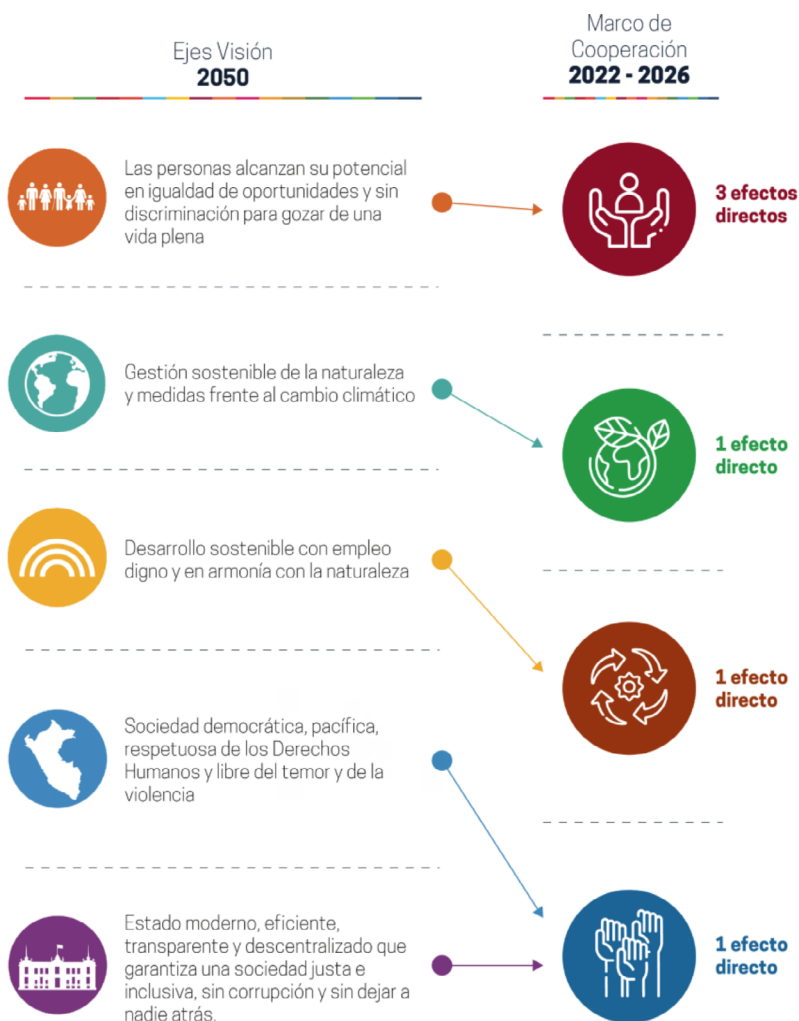 Ejes Visión
2050
Marco de
Cooperación
2022 - 2026
Las personas alcanzan su potencial
en igualdad de oportunidades y sin
discriminación para gozar de una
vida plena
3 efectos
directos
Gestión sostenible de la naturaleza
y medidas frente al cambio climático
1 efecto
directo
Desarrollo sostenible con empleo
digno y en armonía con la naturaleza
1 efecto
directo
Sociedad democrática, pacífica,
respetuosa de los Derechos
Humanos y libre del temor y de la
violencia
Estado moderno, eficiente,
transparente y descentralizado que
garantiza una sociedad justa e
inclusiva, sin corrupción y sin dejar a
nadie atrás.
1 efecto
directo